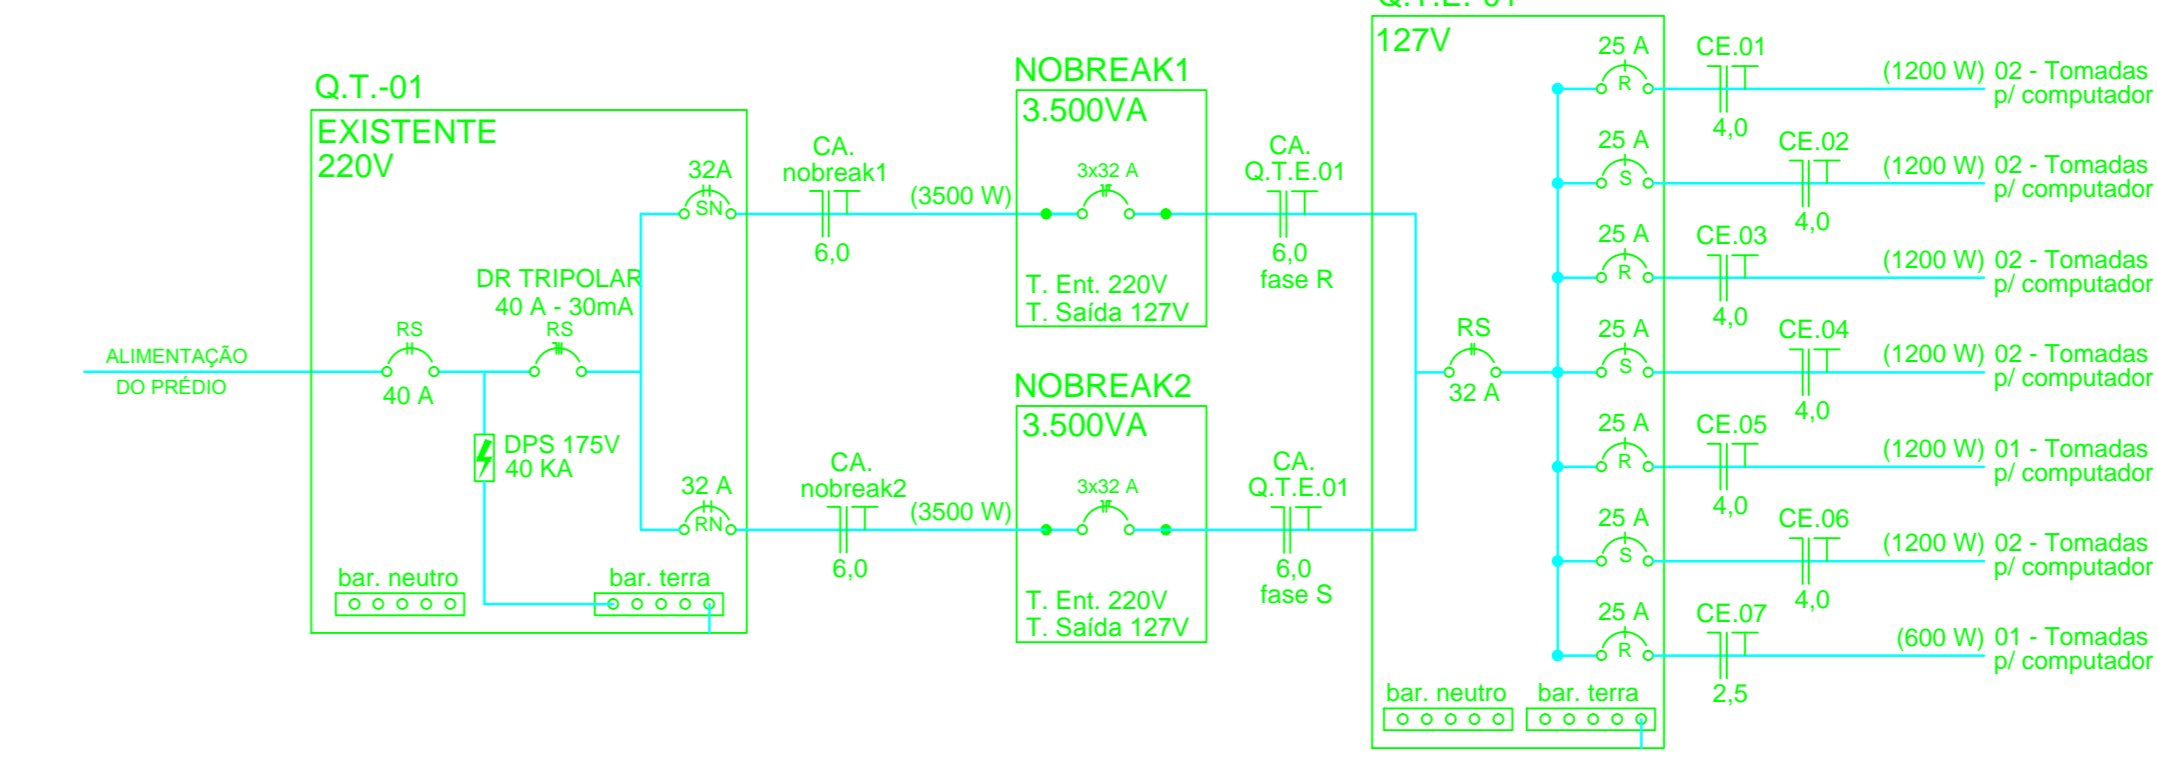 Q.T.-01
EXISTENTE
220V
ALIMENTAÇÃO
DO PRÉDIO
RS
40 A
DR TRIPOLAR
40 A - 30mA
RS
DPS 175V
40 KA
32A
SN
32 A
RN
bar. neutro
bar. terra
CA.
nobreak1
6,0
(3500 W)
CA.
nobreak2
6,0
(3500 W)
NOBREAK1
3.500VA
3x32 A
T. Ent. 220V
T. Saída 127V
NOBREAK2
3.500VA
3x32 A
T. Ent. 220V
T. Saída 127V
CA.
Q.T.E.01
6,0
fase R
CA.
Q.T.E.01
6,0
fase S
Q.T.E.-01
127V
RS
32 A
25 A
R
CE.01
4,0
(1200 W) 02 - Tomadas
p/ computador
25 A
S
CE.02
4,0
(1200 W) 02 - Tomadas
p/ computador
25 A
R
CE.03
4,0
(1200 W) 02 - Tomadas
p/ computador
25 A
S
CE.04
4,0
(1200 W) 02 - Tomadas
p/ computador
25 A
R
CE.05
4,0
(1200 W) 01 - Tomadas
p/ computador
25 A
S
CE.06
4,0
(1200 W) 02 - Tomadas
p/ computador
25 A
R
CE.07
2,5
(600 W) 01 - Tomadas
p/ computador
bar. neutro
bar. terra